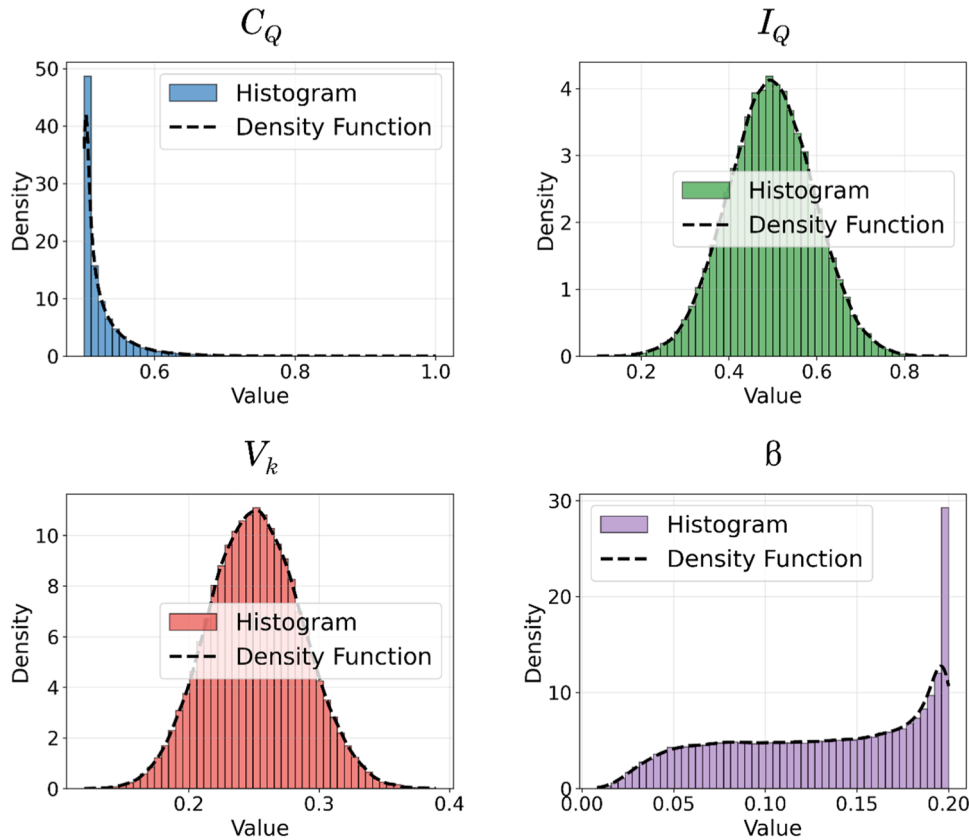 C_Q
I_Q
Density
50
40
30
20
10
0
0.6
0.8
1.0
Value
Histogram
Density Function
Density
4
3
2
1
0
0.2
0.4
0.6
0.8
Value
Histogram
Density Function
V_k
β
Density
10
8
6
4
2
0
0.2
0.3
0.4
Value
Histogram
Density Function
Density
30
20
10
0
0.00
0.05
0.10
0.15
0.20
Value
Histogram
Density Function